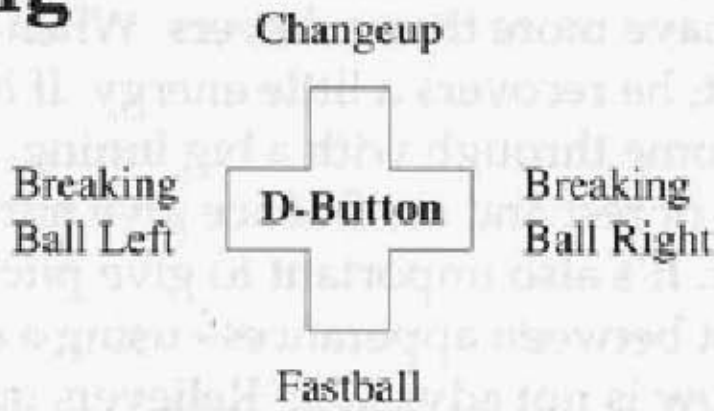 Changeup
Breaking
Ball Left
D-Button
Breaking
Ball Right
Fastball